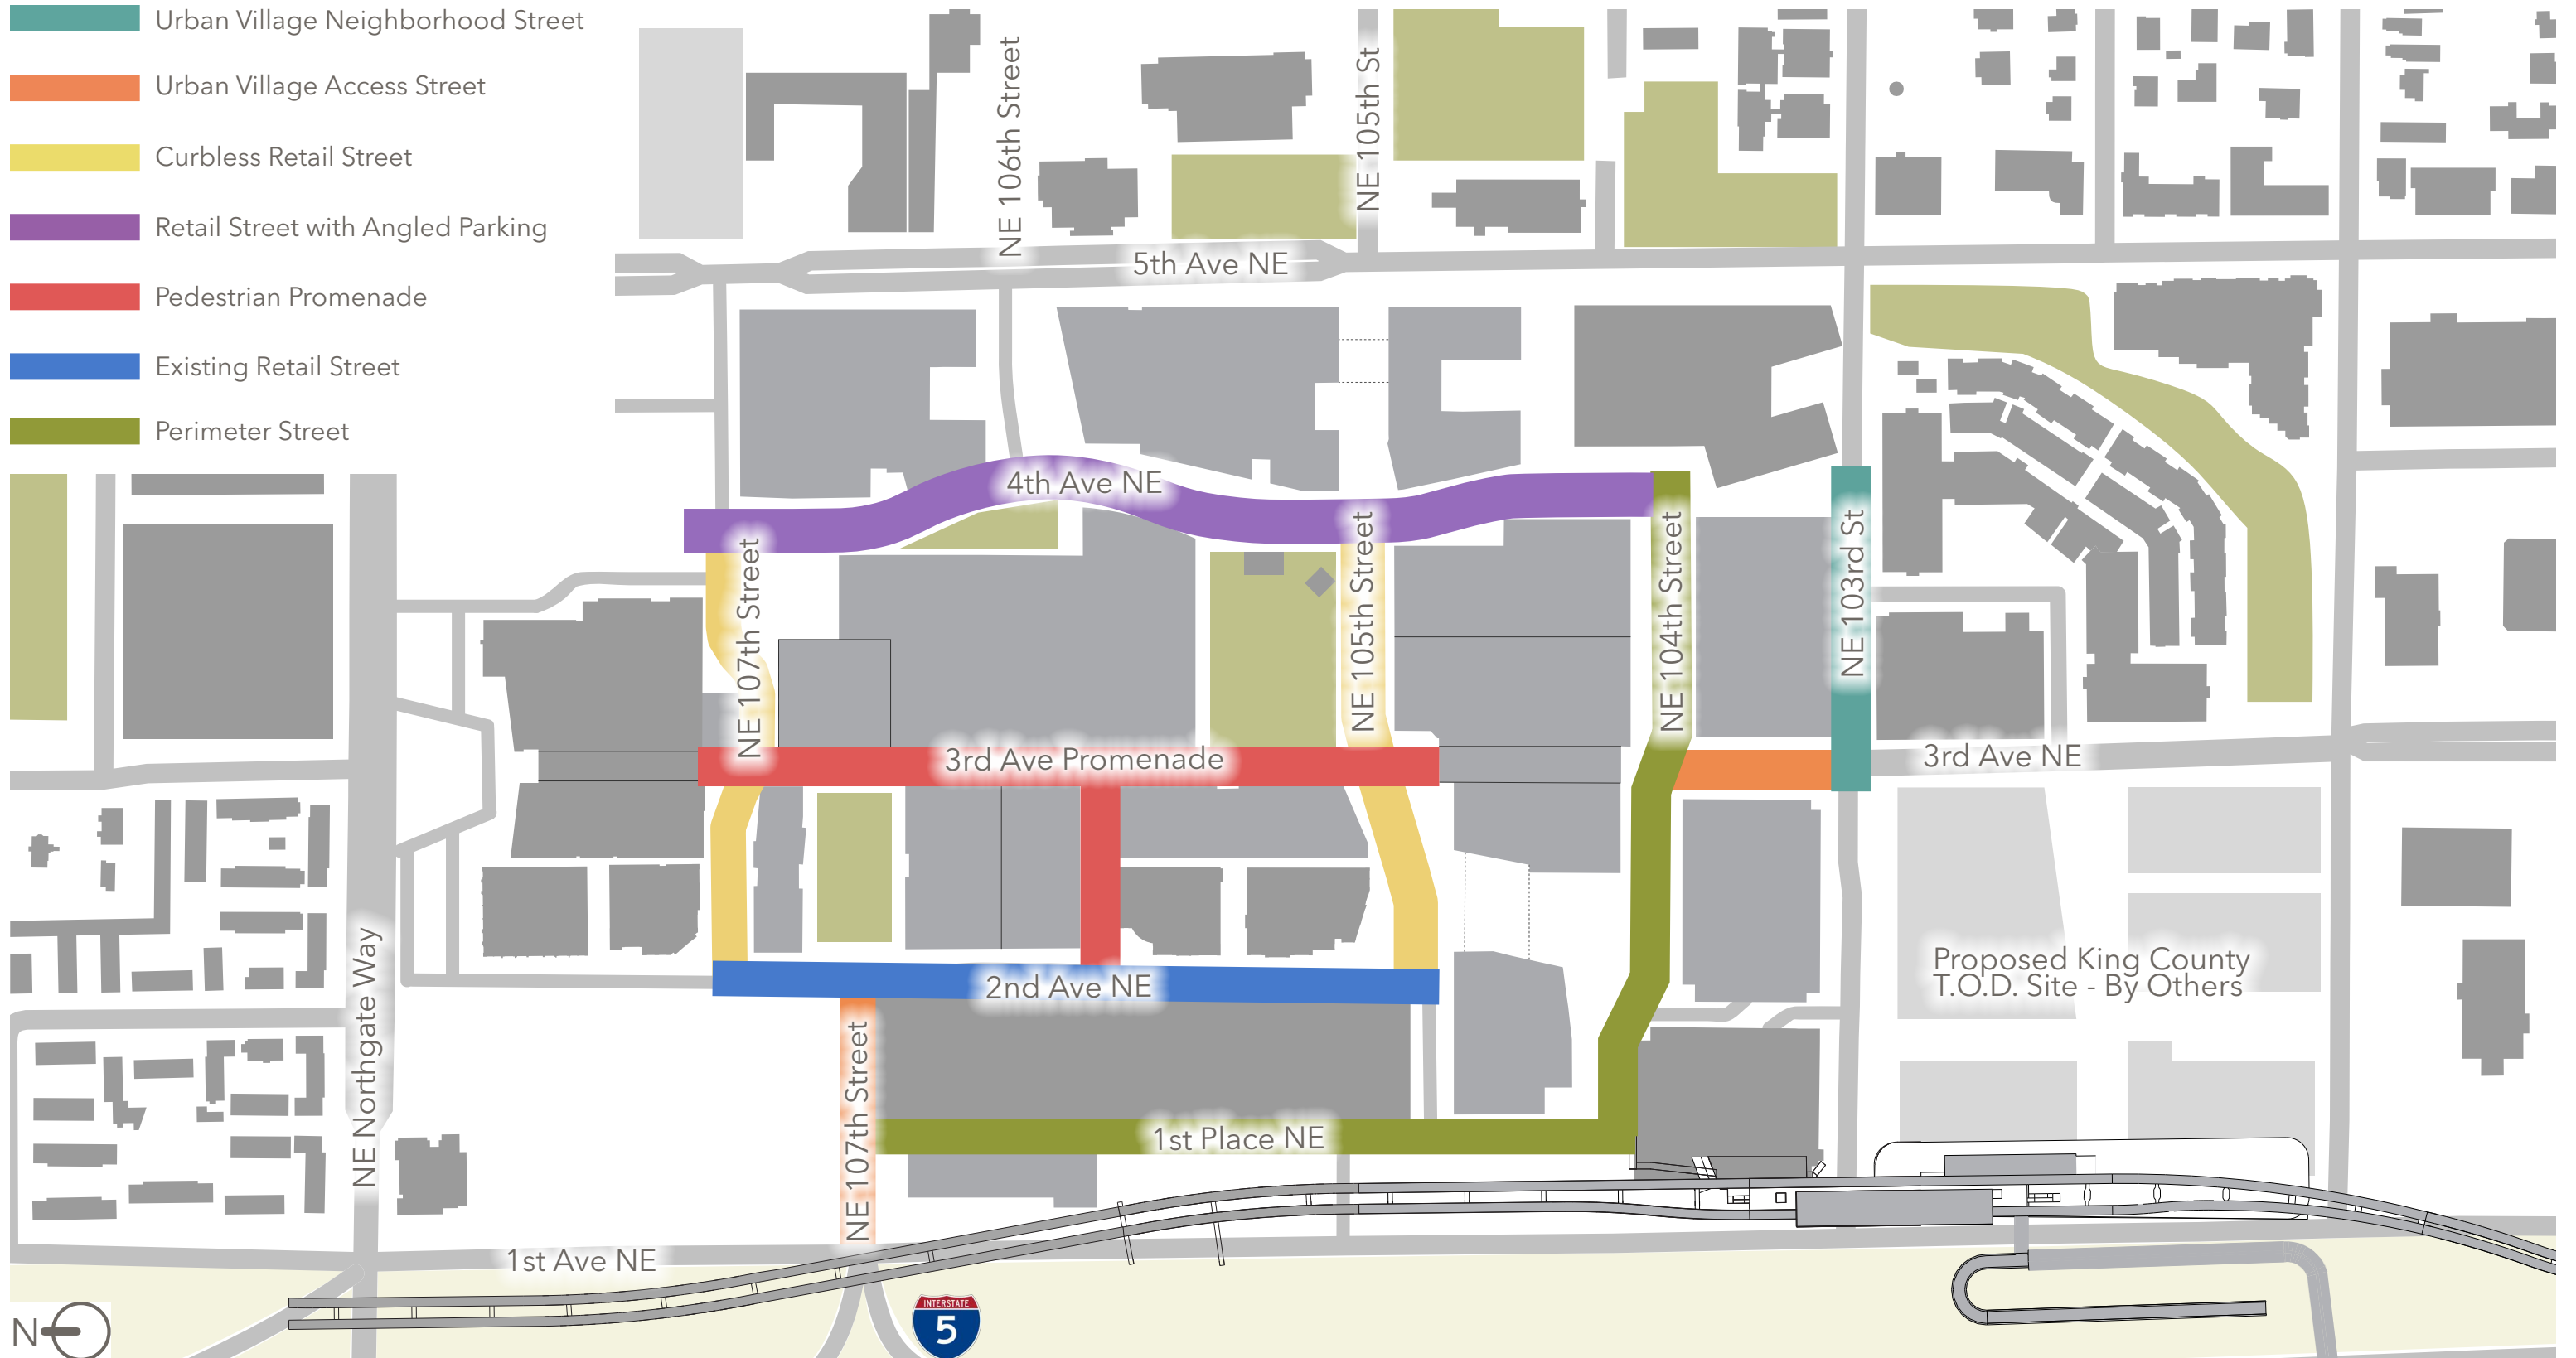 Urban Village Neighborhood Street
Urban Village Access Street
Curbless Retail Street
Retail Street with Angled Parking
Pedestrian Promenade
Existing Retail Street
Perimeter Street
NE 106th Street
NE 105th St
5th Ave NE
4th Ave NE
NE 107th Street
NE 105th Street
NE 104th Street
NE 103rd St
3rd Ave Promenade
3rd Ave NE
NE Northgate Way
2nd Ave NE
Proposed King County
T.O.D. Site - By Others
NE 107th Street
1st Place NE
1st Ave NE
INTERSTATE
5
N